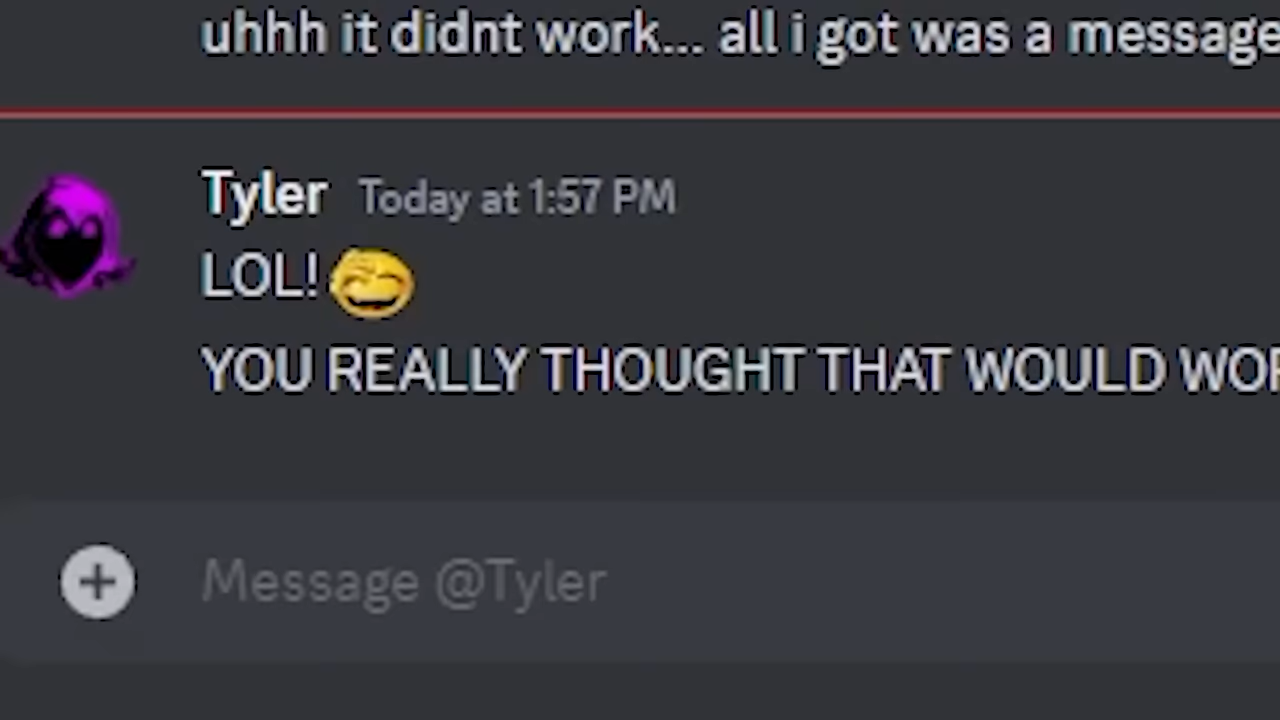 uhhh it didnt work... all i got was a message
Tyler Today at 1:57 PM
LOL!
YOU REALLY THOUGHT THAT WOULD
Message @Tyler